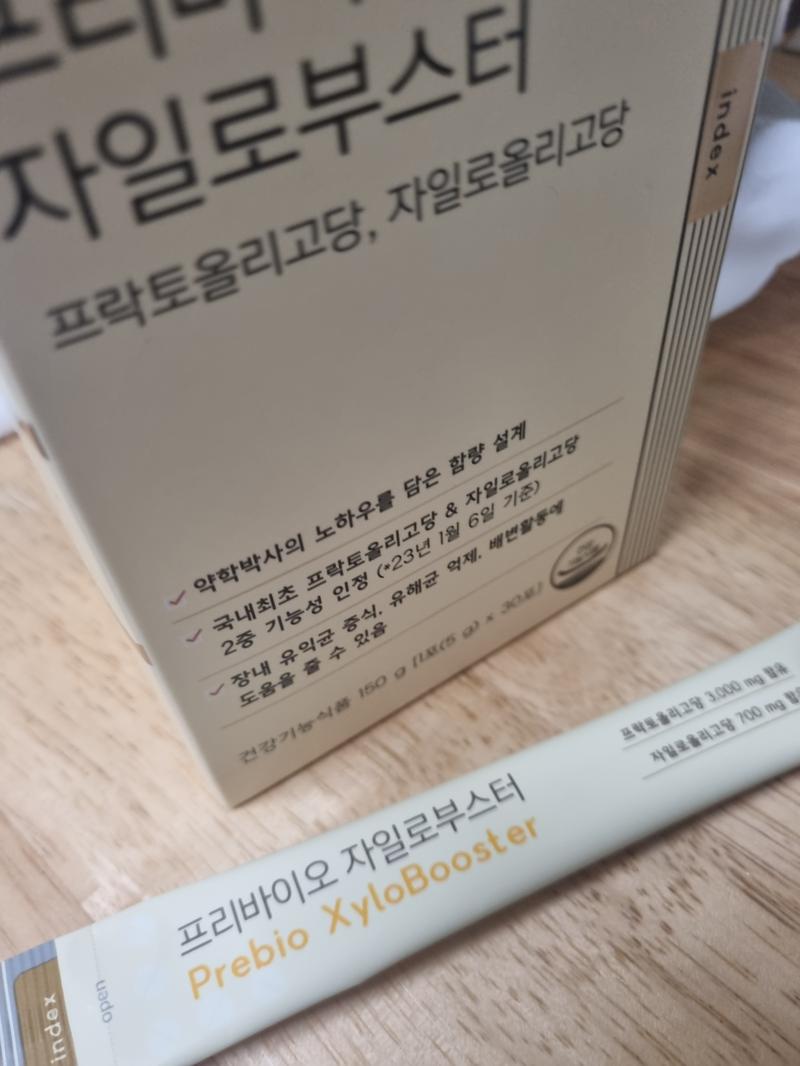 프리바이오
자일로부스터
프락토올리고당, 자일로올리고당
index
약학박사의 노하우를 담은 함량 설계
국내최초 프락토올리고당 & 자일로올리고당
2중 기능성 인정 (*23년 1월 6일 기준)
장내 유익균 증식, 유해균 억제, 배변활동에
도움을 줄 수 있음
건강기능식품 150 g [1포(5 g) x 30포]
프락토올리고당 3,000 mg 함유
자일로올리고당 700 mg
프리바이오 자일로부스터
Prebio XyloBooster
open
index